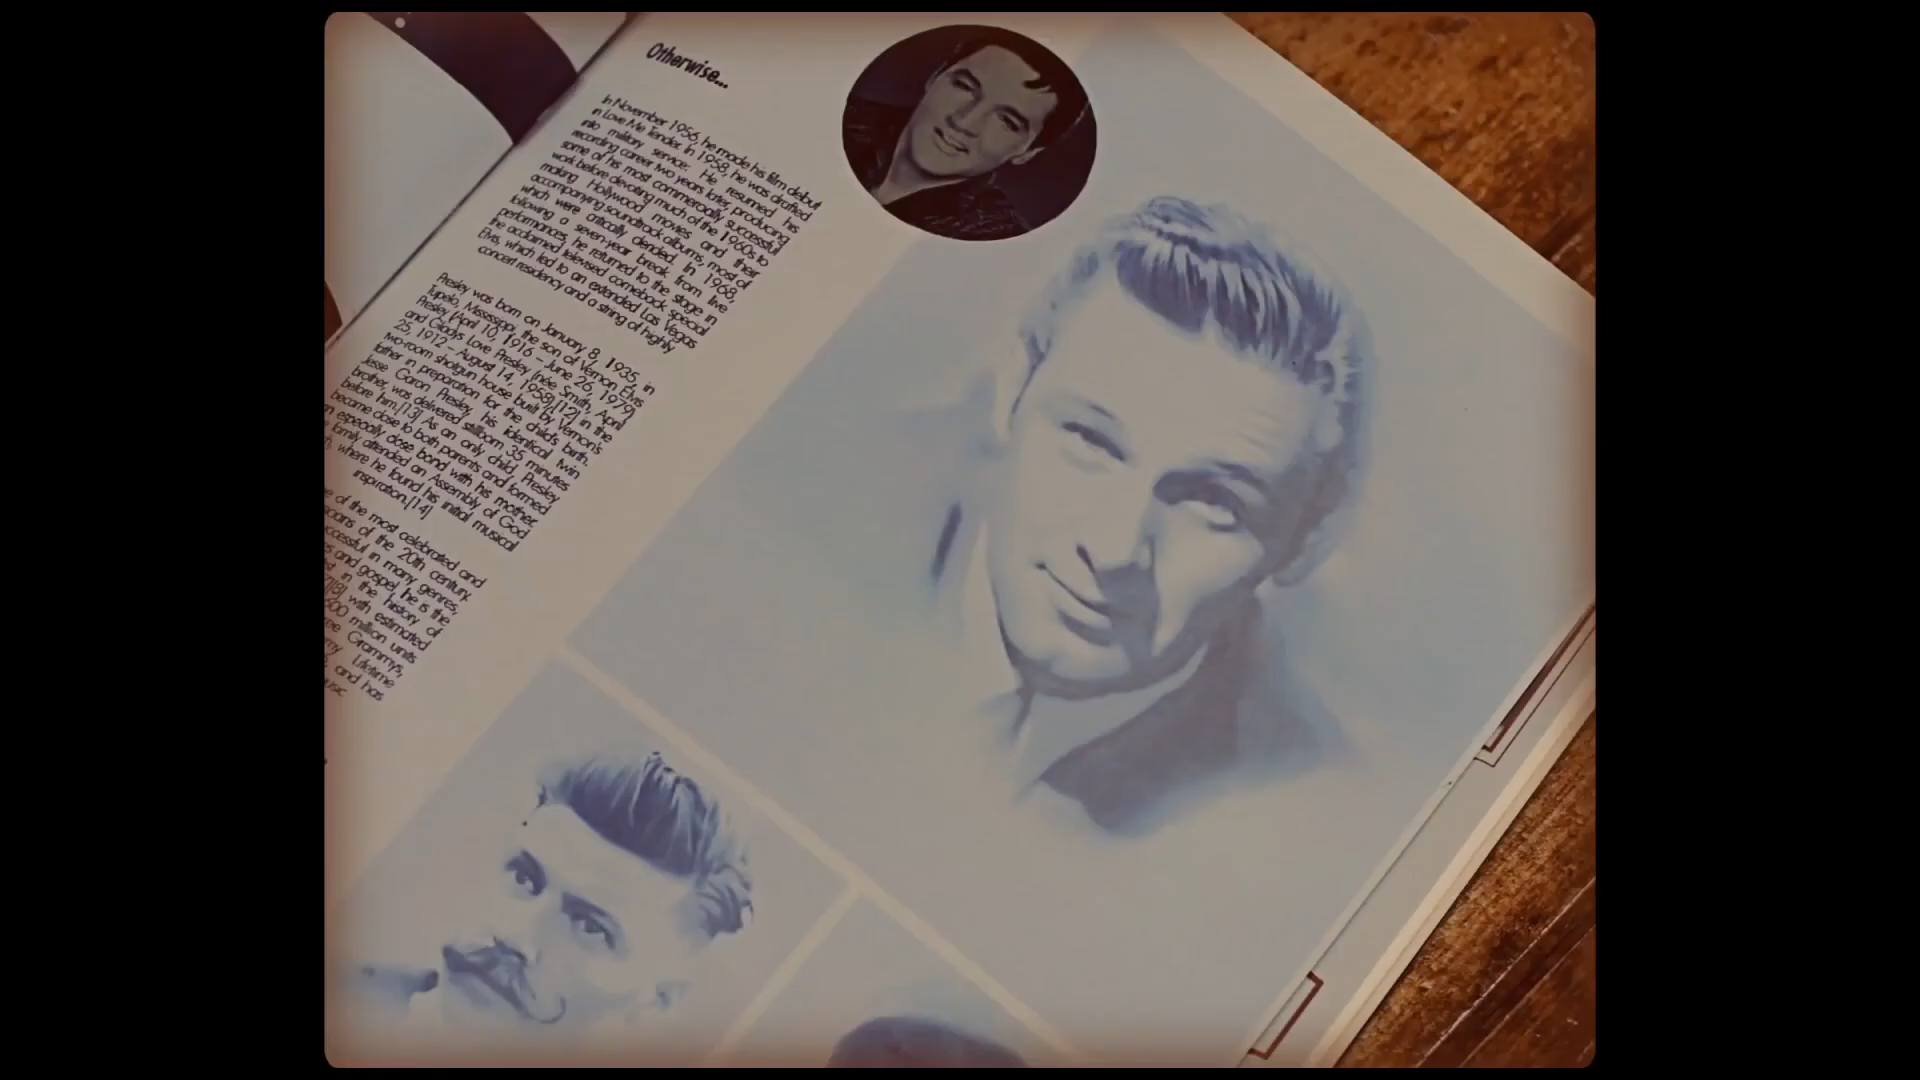 Otherwise...
In November 1956, he made his film debut
in Love Me Tender. In 1958, he was drafted
into military service: He resumed his
recording career two years later, producing
some of his most commercially successful
work before devoting much of the 1960s to
making Hollywood movies and their
accompanying soundtrack albums, most of
which were critically derided. In 1968,
following a seven-year break from live
performances, he returned to the stage in
the acclaimed televised comeback special
Elvis, which led to an extended Las Vegas
concert residency and a string of highly
Presley was born on January 8, 1935, in
Tupelo, Mississippi, the son of Vernon Elvis
Presley (April 10, 1916 – June 26, 1979)
and Gladys Love Presley (née Smith, April
25, 1912 – August 14, 1958),[12] in the
two-room shotgun house built by Vernon's
father in preparation for the child's birth.
Jesse Garon Presley, his identical twin
brother, was delivered stillborn 35 minutes
before him.[13] As an only child, Presley
became close to both parents and formed
an especially close bond with his mother.
family attended an Assembly of God
where he found his initial musical
inspiration.[14]
of the most celebrated and
of the 20th century.
in many genres,
and gospel, he is the
in the history of
[8] with estimated
600 million units
Grammys,
Lifetime
and has